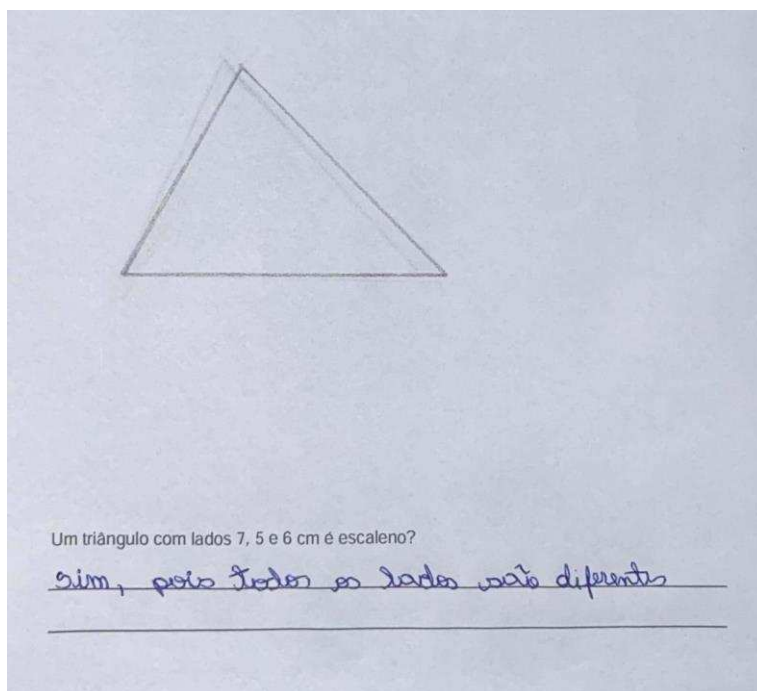 Um triângulo com lados 7, 5 e 6 cm é escaleno?
sim, pois todos os lados são diferentes